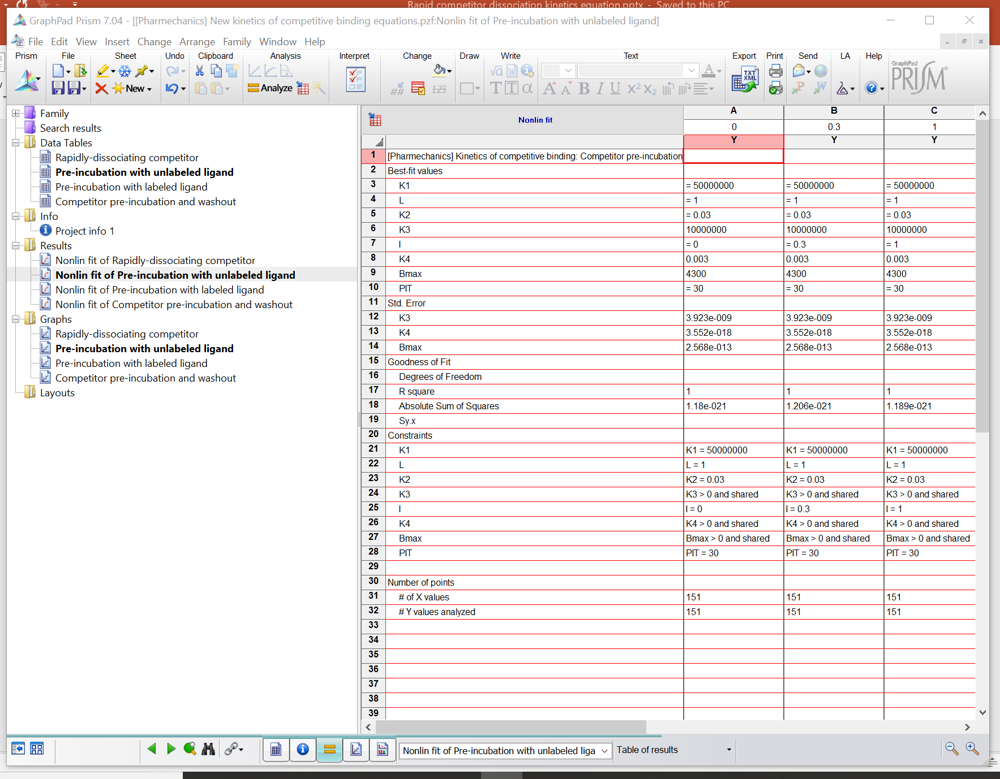 Rapid competitor dissociation kinetics equation.pptx - Saved to this PC
GraphPad Prism 7.04 - [[Pharmechanics] New kinetics of competitive binding equations.pzf:Nonlin fit of Pre-incubation with unlabeled ligand]
File Edit View Insert Change Arrange Family Window Help
Prism File Sheet Undo Clipboard Analysis Interpret Change Draw Write Text Export Print Send LA Help
New
Analyze
GraphPad PRISM
Family
Search results
Data Tables
Rapidly-dissociating competitor
Pre-incubation with unlabeled ligand
Pre-incubation with labeled ligand
Competitor pre-incubation and washout
Info
Project info 1
Results
Nonlin fit of Rapidly-dissociating competitor
Nonlin fit of Pre-incubation with unlabeled ligand
Nonlin fit of Pre-incubation with labeled ligand
Nonlin fit of Competitor pre-incubation and washout
Graphs
Rapidly-dissociating competitor
Pre-incubation with unlabeled ligand
Pre-incubation with labeled ligand
Competitor pre-incubation and washout
Layouts
Nonlin fit A B C
0 0.3 1
Y Y Y
1 [Pharmechanics] Kinetics of competitive binding: Competitor pre-incubation
2 Best-fit values
3 K1 = 50000000 = 50000000 = 50000000
4 L = 1 = 1 = 1
5 K2 = 0.03 = 0.03 = 0.03
6 K3 10000000 10000000 10000000
7 I = 0 = 0.3 = 1
8 K4 0.003 0.003 0.003
9 Bmax 4300 4300 4300
10 PIT = 30 = 30 = 30
11 Std. Error
12 K3 3.923e-009 3.923e-009 3.923e-009
13 K4 3.552e-018 3.552e-018 3.552e-018
14 Bmax 2.568e-013 2.568e-013 2.568e-013
15 Goodness of Fit
16 Degrees of Freedom
17 R square 1 1 1
18 Absolute Sum of Squares 1.18e-021 1.206e-021 1.189e-021
19 Sy.x
20 Constraints
21 K1 K1 = 50000000 K1 = 50000000 K1 = 50000000
22 L L = 1 L = 1 L = 1
23 K2 K2 = 0.03 K2 = 0.03 K2 = 0.03
24 K3 K3 > 0 and shared K3 > 0 and shared K3 > 0 and shared
25 I I = 0 I = 0.3 I = 1
26 K4 K4 > 0 and shared K4 > 0 and shared K4 > 0 and shared
27 Bmax Bmax > 0 and shared Bmax > 0 and shared Bmax > 0 and shared
28 PIT PIT = 30 PIT = 30 PIT = 30
29
30 Number of points
31 # of X values 151 151 151
32 # Y values analyzed 151 151 151
33
34
35
36
37
38
39
Nonlin fit of Pre-incubation with unlabeled liga Table of results